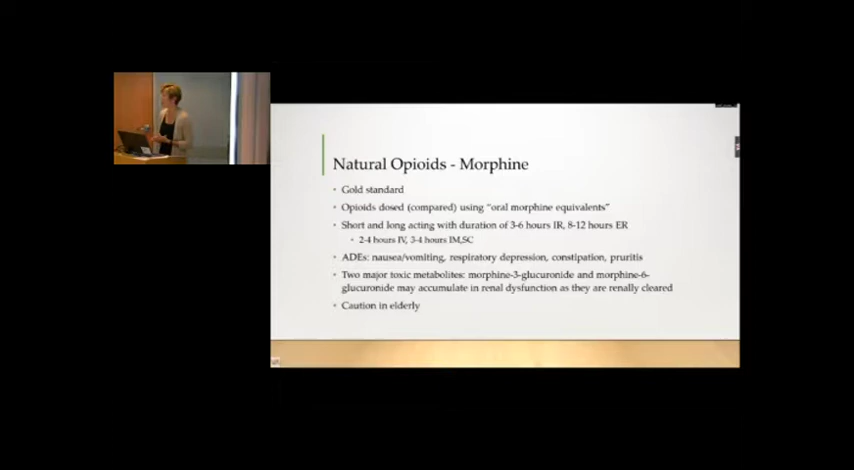 Natural Opioids - Morphine
• Gold standard
• Opioids dosed (compared) using "oral morphine equivalents"
• Short and long acting with duration of 3-6 hours IR, 8-12 hours ER
• 2-4 hours IV, 3-4 hours IM,SC
• ADEs: nausea/vomiting, respiratory depression, constipation, pruritis
• Two major toxic metabolites: morphine-3-glucuronide and morphine-6-
glucuronide may accumulate in renal dysfunction as they are renally cleared
• Caution in elderly